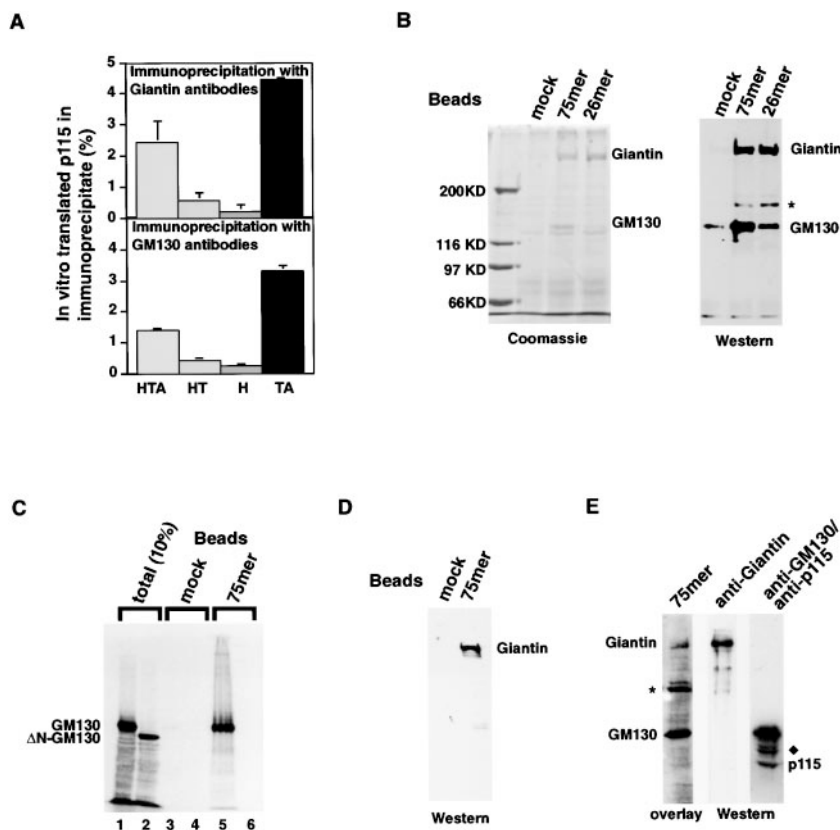 A
In vitro translated p115 in
immunoprecipitate (%)
Immunoprecipitation with
Giantin antibodies
5
4
3
2
1
0
Immunoprecipitation with
GM130 antibodies
4
3
2
1
0
HTA HT H TA
B
Beads mock 75mer 26mer
Giantin
200KD
GM130
116 KD
97 KD
66KD
Coomassie
mock 75mer 26mer
Giantin
*
GM130
Western
C
Beads
total (10%) mock 75mer
GM130
ΔN-GM130
1 2 3 4 5 6
D
Beads mock 75mer
Giantin
Western
E
75mer anti-Giantin anti-GM130/
anti-p115
Giantin
*
GM130
◆
p115
overlay Western